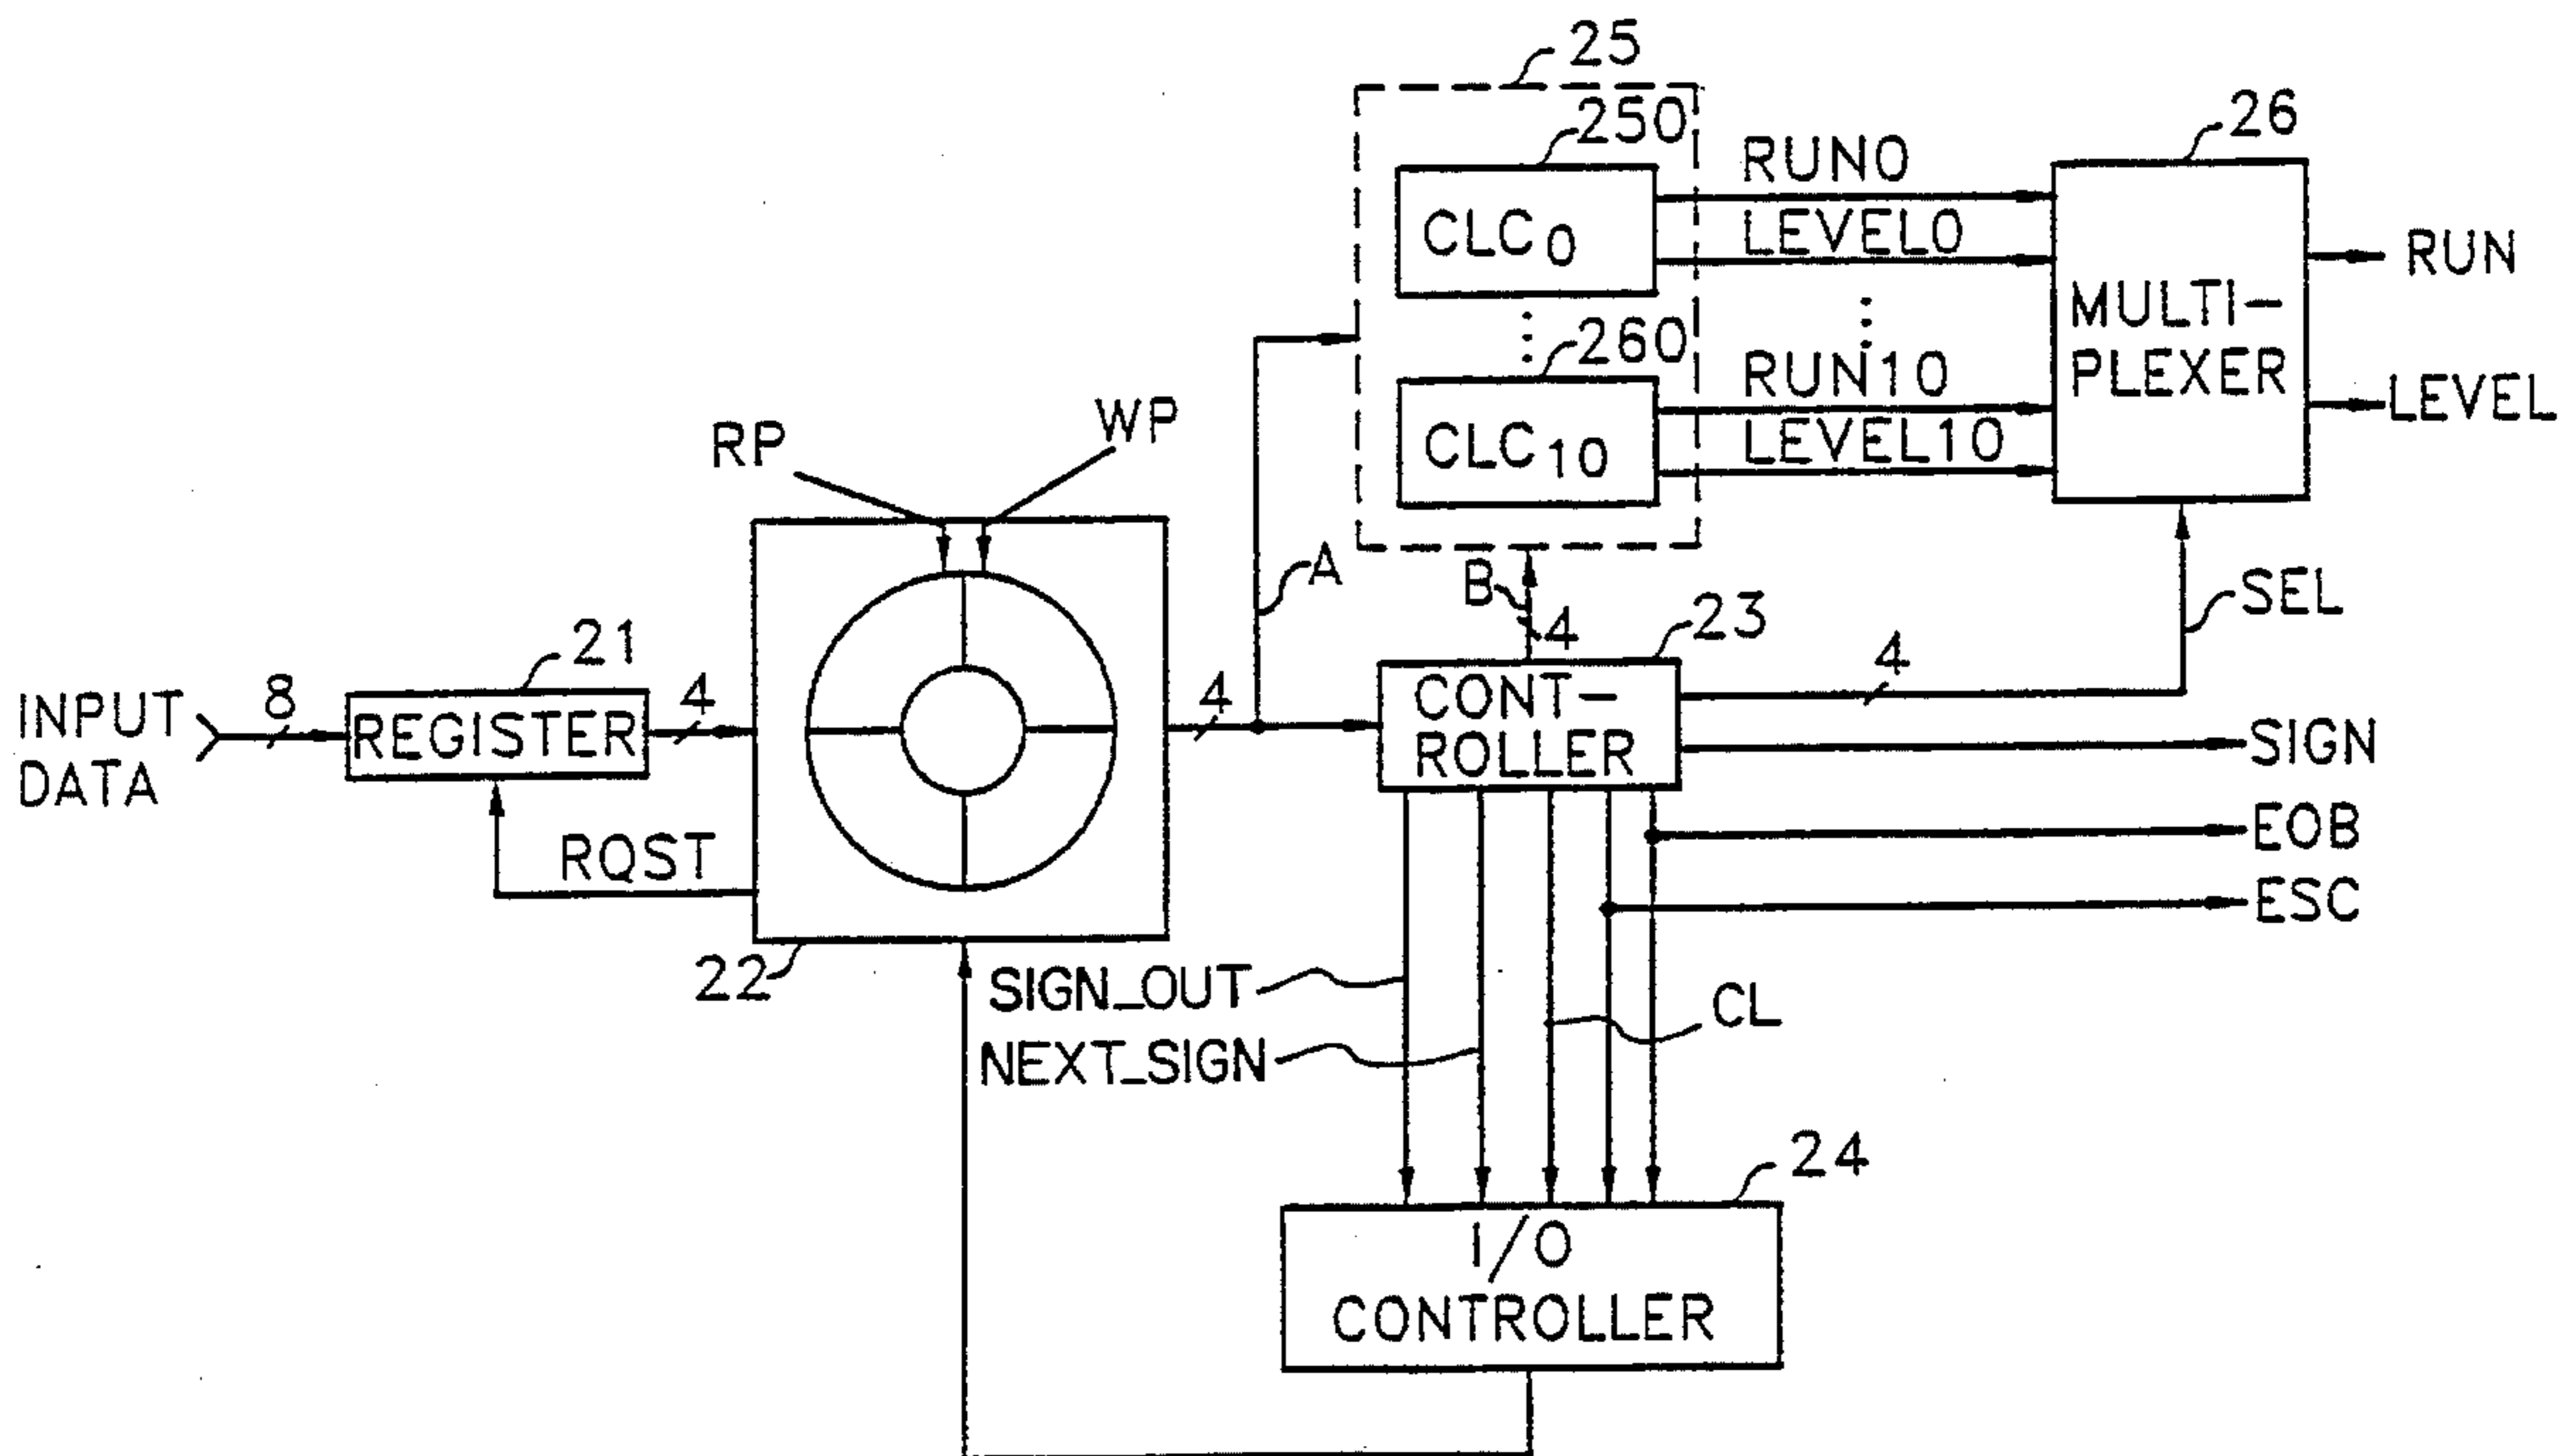 25
250
CLC0
RUN0
LEVEL0
26
260
CLC10
RUN10
LEVEL10
MULTI-
PLEXER
RUN
LEVEL
RP
WP
A
B
4
23
4
SEL
INPUT
DATA
8
21
REGISTER
4
4
CONT-
ROLLER
SIGN
EOB
ESC
RQST
22
SIGN_OUT
NEXT_SIGN
CL
24
I/O
CONTROLLER